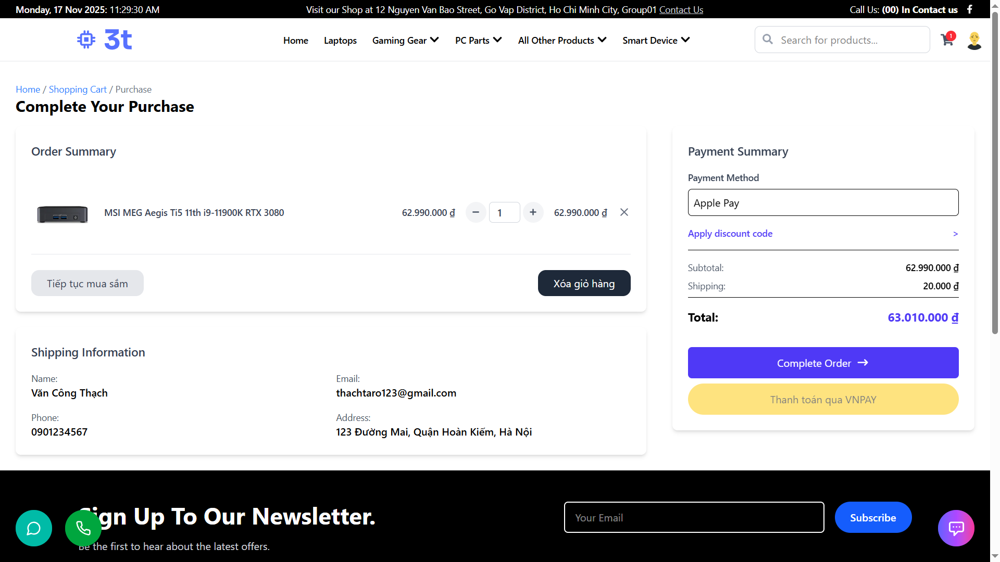 Monday, 17 Nov 2025: 11:29:30 AM
Visit our Shop at 12 Nguyen Van Bao Street, Go Vap District, Ho Chi Minh City, Group01 Contact Us
Call Us: (00) In Contact us
3t
Home
Laptops
Gaming Gear
PC Parts
All Other Products
Smart Device
Search for products...
1
Home / Shopping Cart / Purchase
Complete Your Purchase
Order Summary
MSI MEG Aegis Ti5 11th i9-11900K RTX 3080
62.990.000 ₫
1
62.990.000 ₫
Tiếp tục mua sắm
Xóa giỏ hàng
Shipping Information
Name:
Văn Công Thạch
Email:
thachtaro123@gmail.com
Phone:
0901234567
Address:
123 Đường Mai, Quận Hoàn Kiếm, Hà Nội
Payment Summary
Payment Method
Apple Pay
Apply discount code >
Subtotal: 62.990.000 ₫
Shipping: 20.000 ₫
Total: 63.010.000 ₫
Complete Order →
Thanh toán qua VNPAY
Sign Up To Our Newsletter.
Be the first to hear about the latest offers.
Your Email
Subscribe